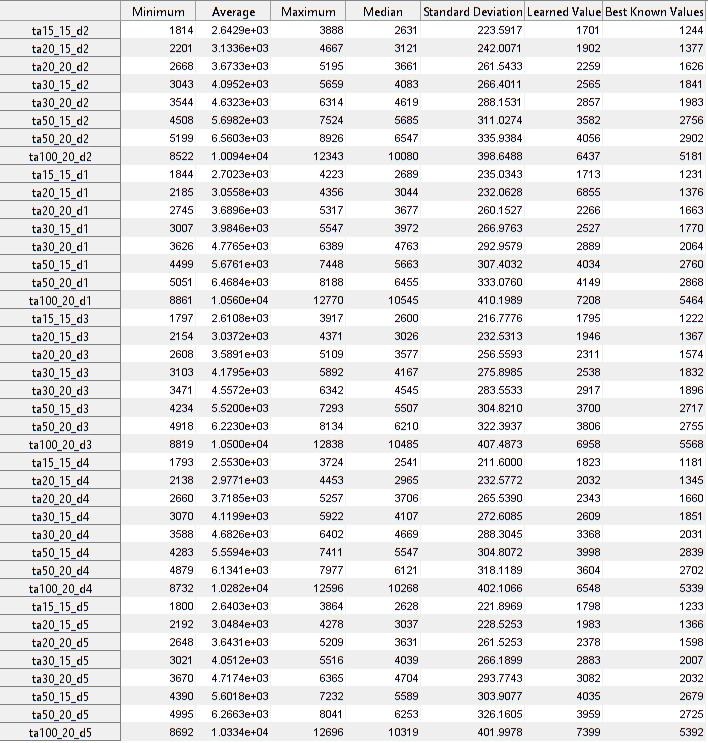 Minimum Average Maximum Median Standard Deviation Learned Value Best Known Values
ta15_15_d2 1814 2.6429e+03 3888 2631 223.5917 1701 1244
ta20_15_d2 2201 3.1336e+03 4667 3121 242.0071 1902 1377
ta20_20_d2 2668 3.6733e+03 5195 3661 261.5433 2259 1626
ta30_15_d2 3043 4.0952e+03 5659 4083 266.4011 2565 1841
ta30_20_d2 3544 4.6323e+03 6314 4619 288.1531 2857 1983
ta50_15_d2 4508 5.6982e+03 7524 5685 311.0274 3582 2756
ta50_20_d2 5199 6.5603e+03 8926 6547 335.9384 4056 2902
ta100_20_d2 8522 1.0094e+04 12343 10080 398.6488 6437 5181
ta15_15_d1 1844 2.7023e+03 4223 2689 235.0343 1713 1231
ta20_15_d1 2185 3.0558e+03 4356 3044 232.0628 6855 1376
ta20_20_d1 2745 3.6896e+03 5317 3677 260.1527 2266 1663
ta30_15_d1 3007 3.9846e+03 5547 3972 266.9763 2527 1770
ta30_20_d1 3626 4.7765e+03 6389 4763 292.9579 2889 2064
ta50_15_d1 4499 5.6761e+03 7448 5663 307.4032 4034 2760
ta50_20_d1 5051 6.4684e+03 8188 6455 333.0760 4149 2868
ta100_20_d1 8861 1.0560e+04 12770 10545 410.1989 7208 5464
ta15_15_d3 1797 2.6108e+03 3917 2600 216.7776 1795 1222
ta20_15_d3 2154 3.0372e+03 4371 3026 232.5313 1946 1367
ta20_20_d3 2608 3.5891e+03 5109 3577 256.5593 2311 1574
ta30_15_d3 3103 4.1795e+03 5892 4167 275.8985 2538 1832
ta30_20_d3 3471 4.5572e+03 6342 4545 283.5533 2917 1896
ta50_15_d3 4234 5.5200e+03 7293 5507 304.8210 3700 2717
ta50_20_d3 4918 6.2230e+03 8134 6210 322.3937 3806 2755
ta100_20_d3 8819 1.0500e+04 12838 10485 407.4873 6958 5568
ta15_15_d4 1793 2.5530e+03 3724 2541 211.6000 1823 1181
ta20_15_d4 2138 2.9771e+03 4453 2965 232.5772 2032 1345
ta20_20_d4 2660 3.7185e+03 5257 3706 265.5390 2343 1660
ta30_15_d4 3070 4.1199e+03 5922 4107 272.6085 2609 1851
ta30_20_d4 3588 4.6826e+03 6402 4669 288.3045 3368 2031
ta50_15_d4 4283 5.5594e+03 7411 5547 304.8072 3998 2839
ta50_20_d4 4879 6.1341e+03 7977 6121 318.1189 3604 2702
ta100_20_d4 8732 1.0282e+04 12596 10268 402.1066 6548 5339
ta15_15_d5 1800 2.6403e+03 3864 2628 221.8969 1798 1233
ta20_15_d5 2192 3.0484e+03 4278 3037 228.5253 1983 1366
ta20_20_d5 2648 3.6431e+03 5209 3631 261.5253 2378 1598
ta30_15_d5 3021 4.0512e+03 5516 4039 266.1899 2883 2007
ta30_20_d5 3670 4.7174e+03 6365 4704 293.7743 3082 2032
ta50_15_d5 4390 5.6018e+03 7232 5589 303.9077 4035 2679
ta50_20_d5 4995 6.2663e+03 8041 6253 326.1605 3959 2725
ta100_20_d5 8692 1.0334e+04 12696 10319 401.9978 7399 5392